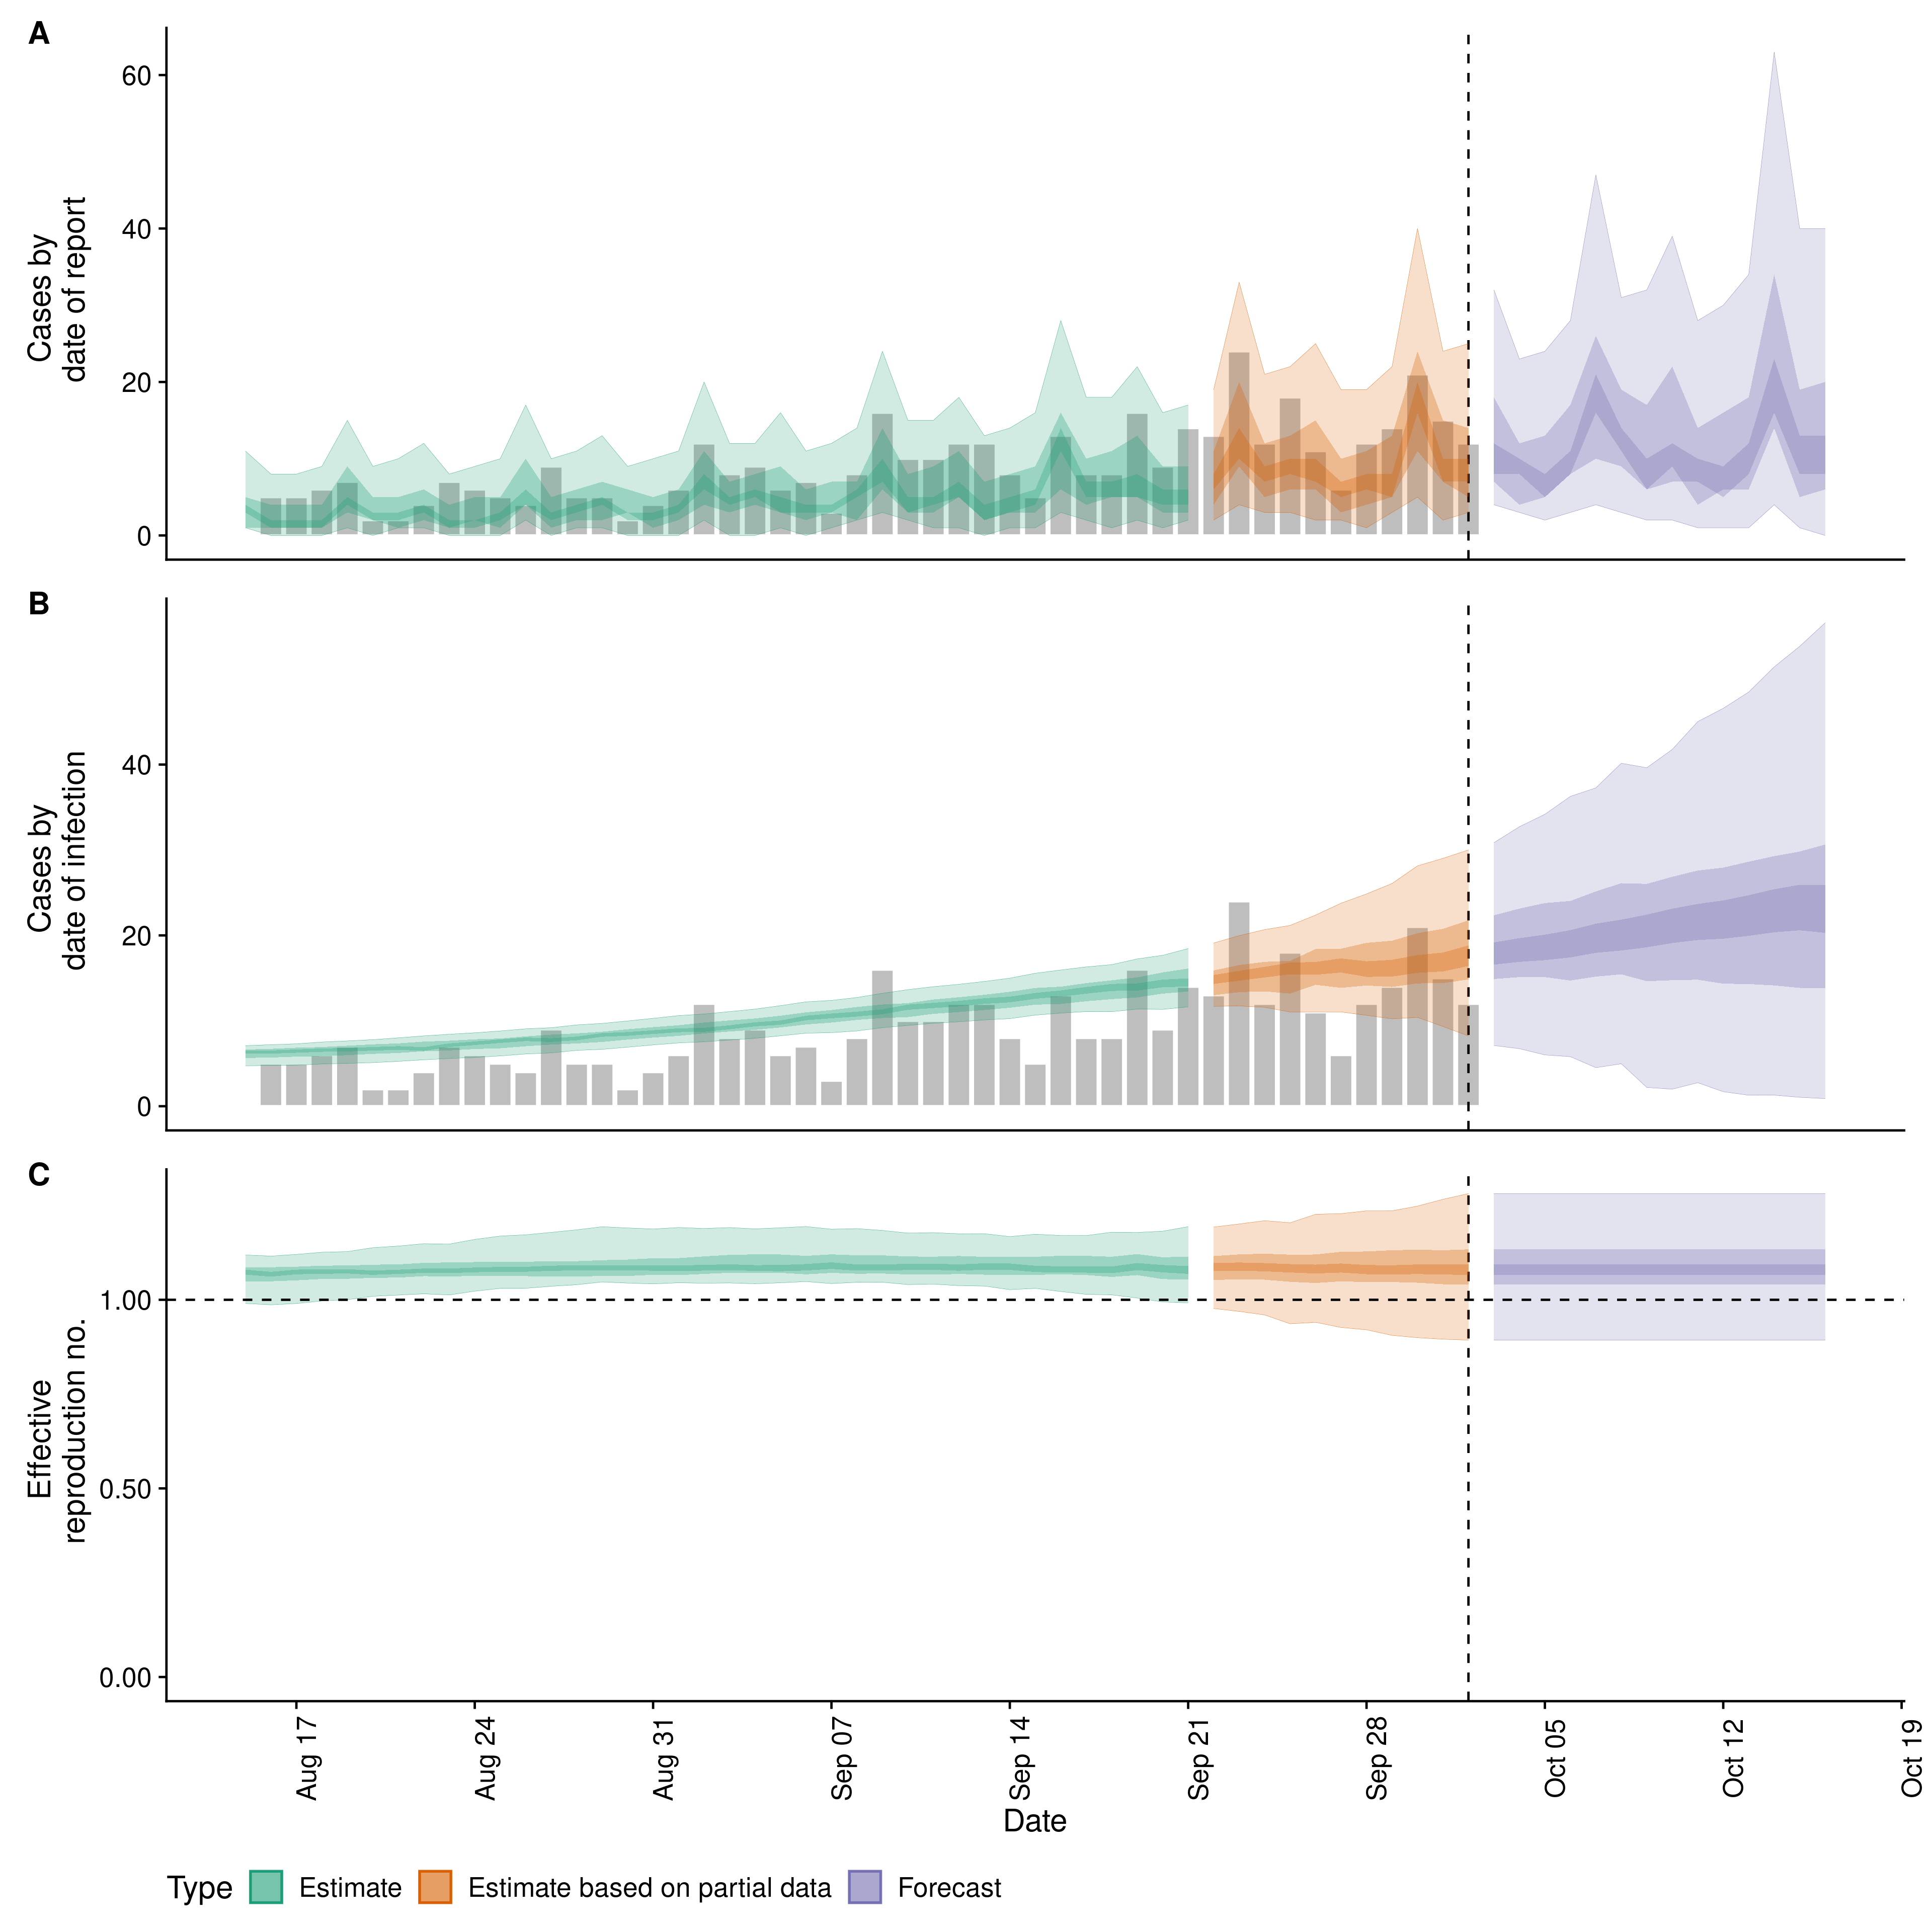 A
60
40
20
0
Cases by
date of report
B
40
20
0
Cases by
date of infection
C
1.00
0.50
0.00
Effective
reproduction no.
Aug 17
Aug 24
Aug 31
Sep 07
Sep 14
Sep 21
Sep 28
Oct 05
Oct 12
Oct 19
Date
Type Estimate Estimate based on partial data Forecast